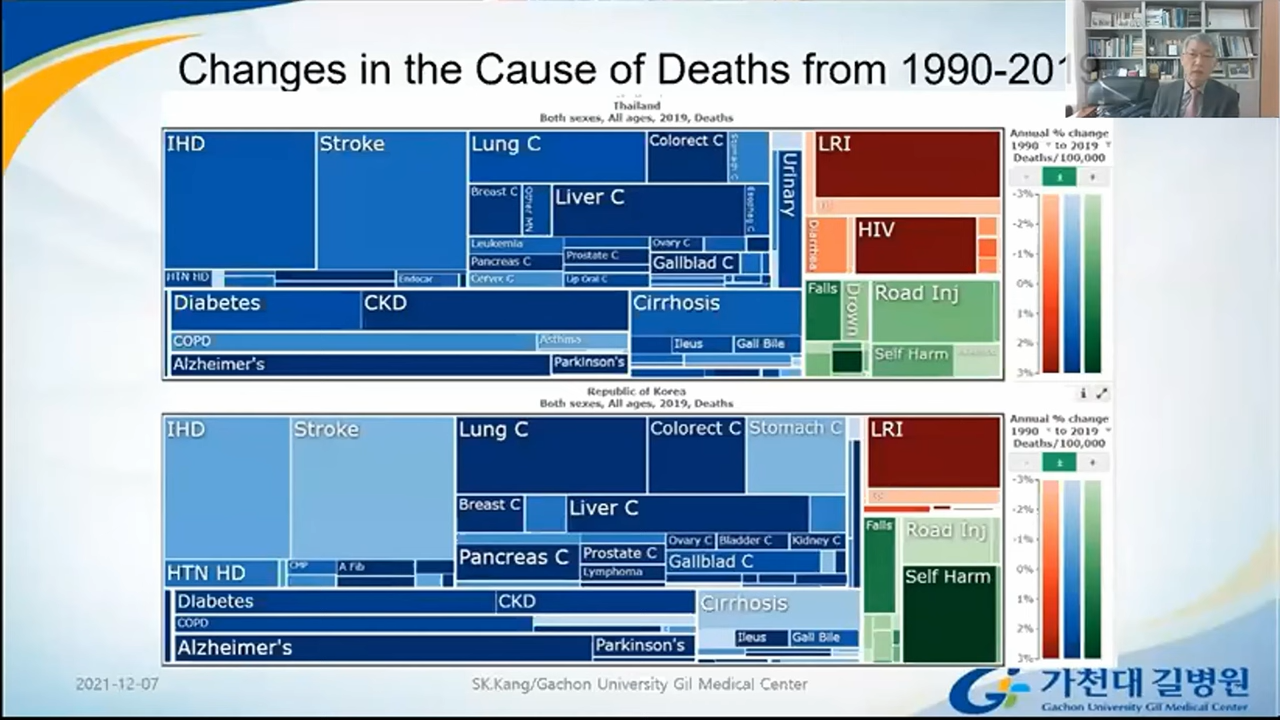 Changes in the Cause of Deaths from 1990-2019
Thailand
Both sexes, All ages, 2019, Deaths
IHD
Stroke
Lung C
Colorect C
Stomach C
Urinary
Breast C
Other MN
Liver C
Esophag C
Leukemia
Pancreas C
Prostate C
Ovary C
Gallblad C
Cervix C
Lip Oral C
HTN HD
Endocar
Diabetes
CKD
Cirrhosis
COPD
Asthma
Ileus
Gall Bile
Alzheimer's
Parkinson's
LRI
Diarrhea
HIV
Falls
Drown
Road Inj
Self Harm
Annual % change
1990 to 2019
Deaths/100,000
- ± +
-3%
-2%
-1%
0%
1%
2%
3%
Republic of Korea
Both sexes, All ages, 2019, Deaths
IHD
Stroke
Lung C
Colorect C
Stomach C
Breast C
Liver C
Pancreas C
Prostate C
Lymphoma
Ovary C
Bladder C
Kidney C
Gallblad C
HTN HD
CMP
A Fib
Diabetes
CKD
Cirrhosis
COPD
Ileus
Gall Bile
Alzheimer's
Parkinson's
LRI
Falls
Road Inj
Self Harm
Annual % change
1990 to 2019
Deaths/100,000
- ± +
-3%
-2%
-1%
0%
1%
2%
3%
2021-12-07
SK.Kang/Gachon University Gil Medical Center
가천대 길병원
Gachon University Gil Medical Center